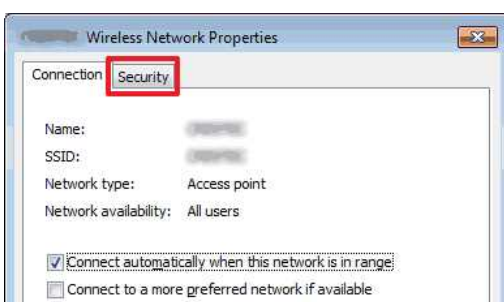 Wireless Network Properties
Connection Security
Name:
SSID:
Network type: Access point
Network availability: All users
Connect automatically when this network is in range
Connect to a more preferred network if available